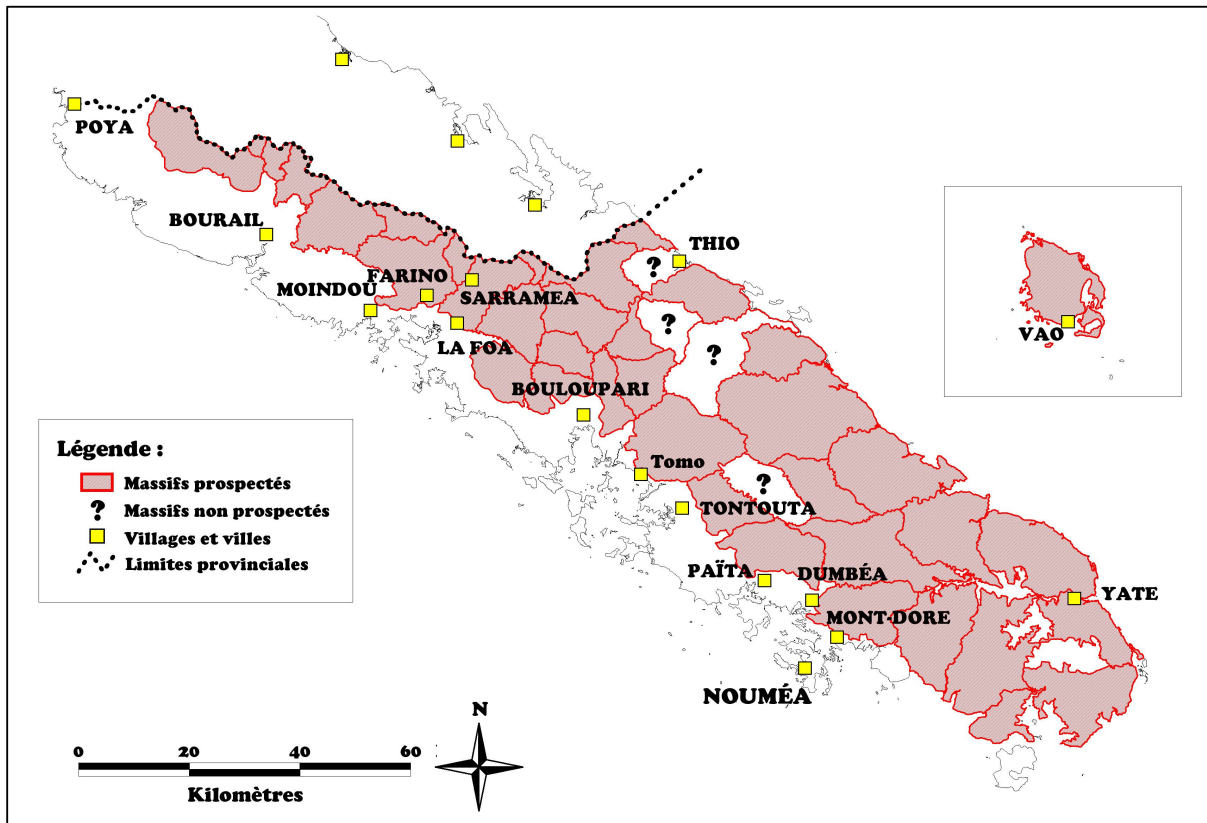 POYA
BOURAIL
THIO
FARINO
MOINDOU
SARRAMEA
VAO
LA FOA
BOULOUPARI
?
?
?
?
Tomo
TONTOUTA
PAÏTA
DUMBÉA
YATE
MONT-DORE
NOUMÉA
Légende :
Massifs prospectés
? Massifs non prospectés
Villages et villes
Limites provinciales
N
0 20 40 60
Kilomètres